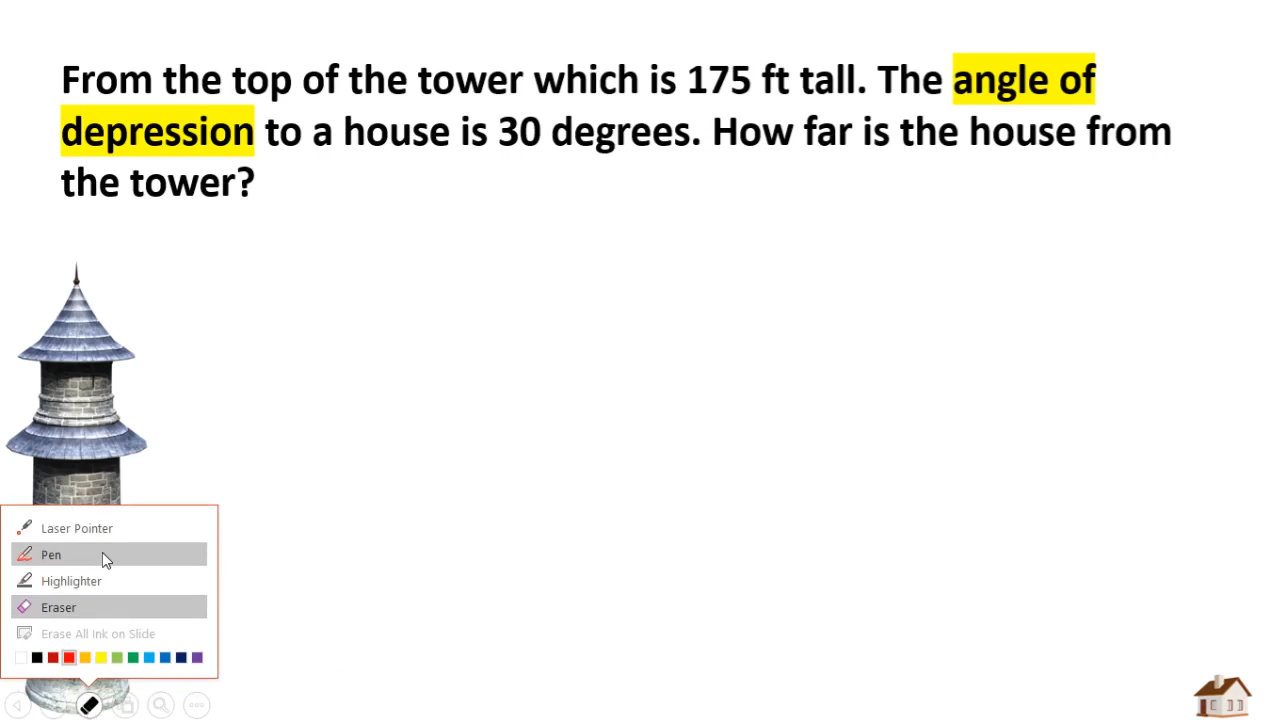 From the top of the tower which is 175 ft tall. The angle of
depression to a house is 30 degrees. How far is the house from
the tower?
Laser Pointer
Pen
Highlighter
Eraser
Erase All Ink on Slide